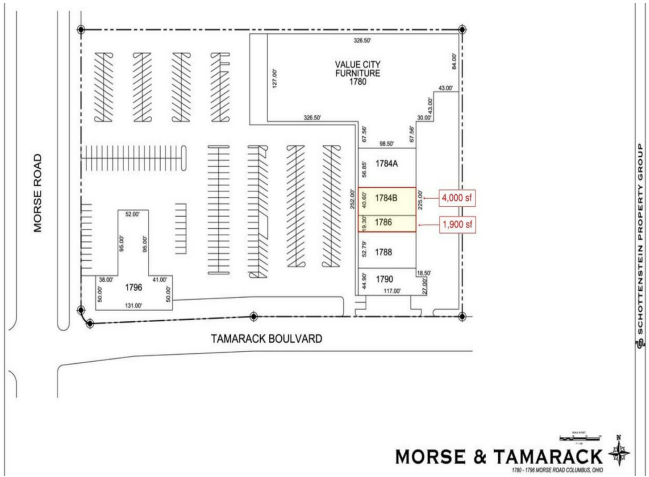 326.50'
VALUE CITY
FURNITURE
1780
127.00'
84.00'
43.00'
43.00'
326.50'
30.00'
67.56'
67.56'
98.50'
1784A
56.85'
252.00'
1784B
40.60'
225.00'
4,000 sf
1786
19.30'
1,900 sf
1788
52.79'
1790
44.90'
18.50'
27.00'
117.00'
52.00'
95.00'
95.00'
38.00'
41.00'
1796
50.00'
50.00'
131.00'
MORSE ROAD
TAMARACK BOULVARD
SCHOTTENSTEIN PROPERTY GROUP
N
MORSE & TAMARACK
1780 - 1796 MORSE ROAD COLUMBUS, OHIO